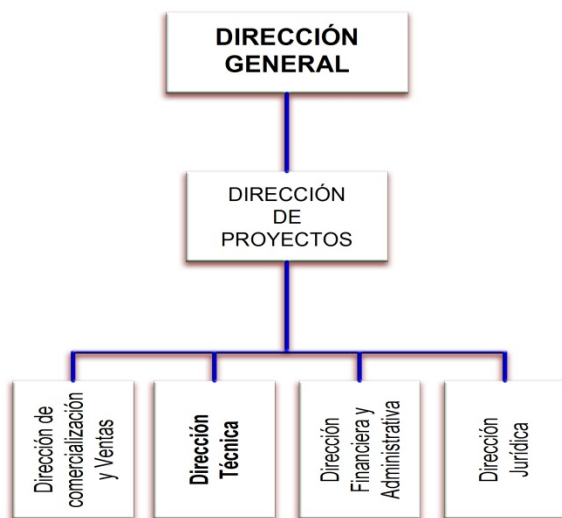 DIRECCIÓN
GENERAL
DIRECCIÓN
DE
PROYECTOS
Dirección de
comercialización
y Ventas
Dirección
Técnica
Dirección
Financiera y
Administrativa
Dirección
Jurídica